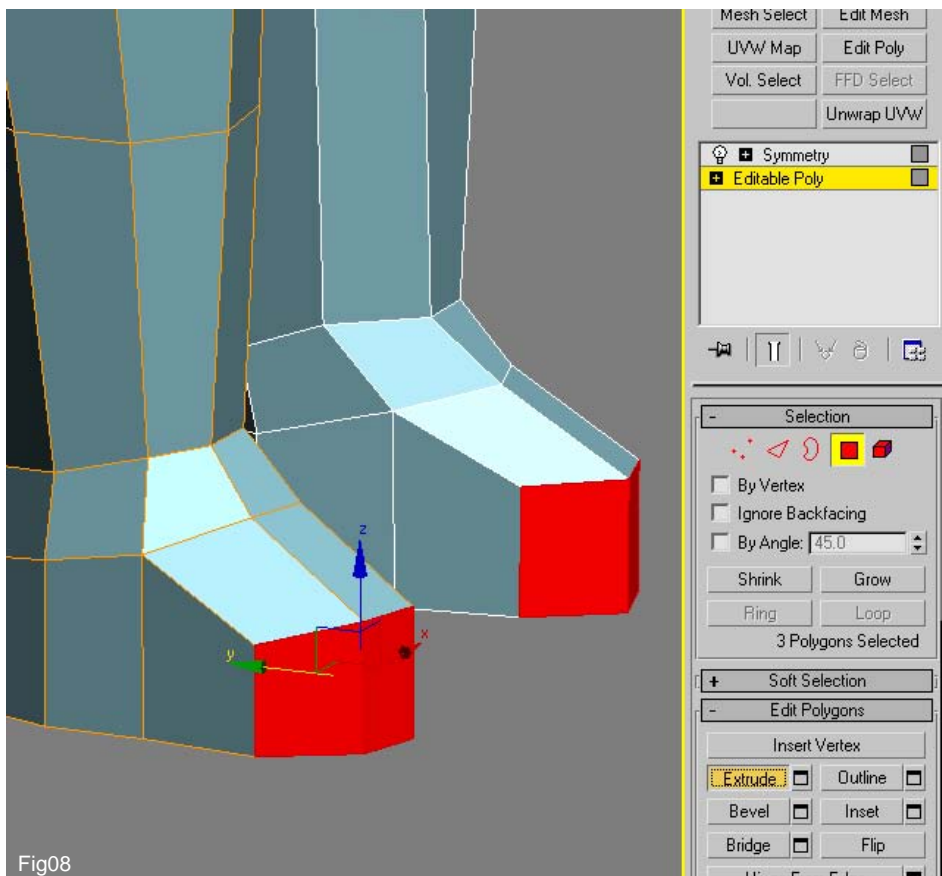 Mesh Select Edit Mesh
UVW Map Edit Poly
Vol. Select FFD Select
Unwrap UVW
Symmetry
Editable Poly
- Selection
By Vertex
Ignore Backfacing
By Angle: 45.0
Shrink Grow
Ring Loop
3 Polygons Selected
+ Soft Selection
- Edit Polygons
Insert Vertex
Extrude Outline
Bevel Inset
Bridge Flip
z
x
y
Fig08